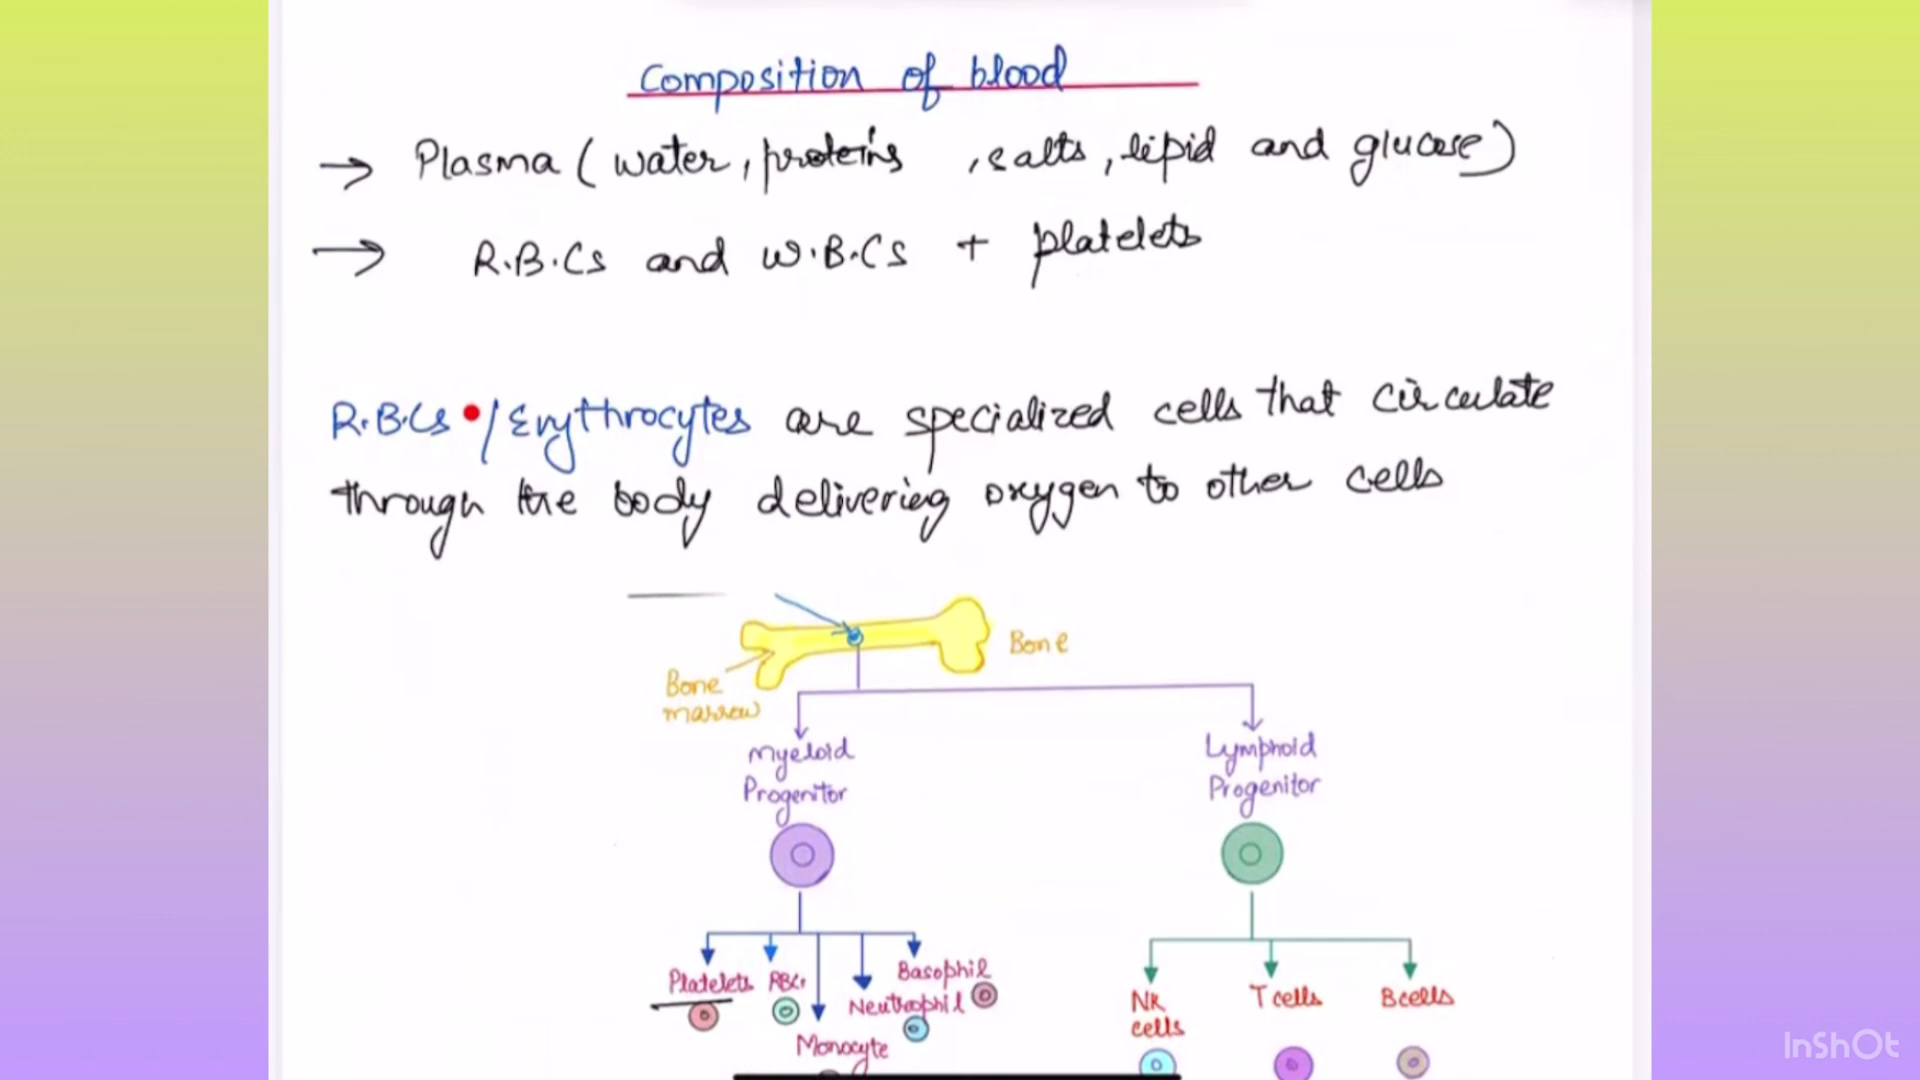 Composition of blood
→ Plasma (water, proteins, salts, lipid and glucose)
→ R.B.Cs and W.B.Cs + platelets
R.B.Cs / Erythrocytes are specialized cells that circulate
through the body delivering oxygen to other cells
Bone
Bone
marrow
Myeloid
Progenitor
Lymphoid
Progenitor
Platelets RBCs
Basophil
Neutrophil
Monocyte
NK
cells
T cells
B cells
InShOt